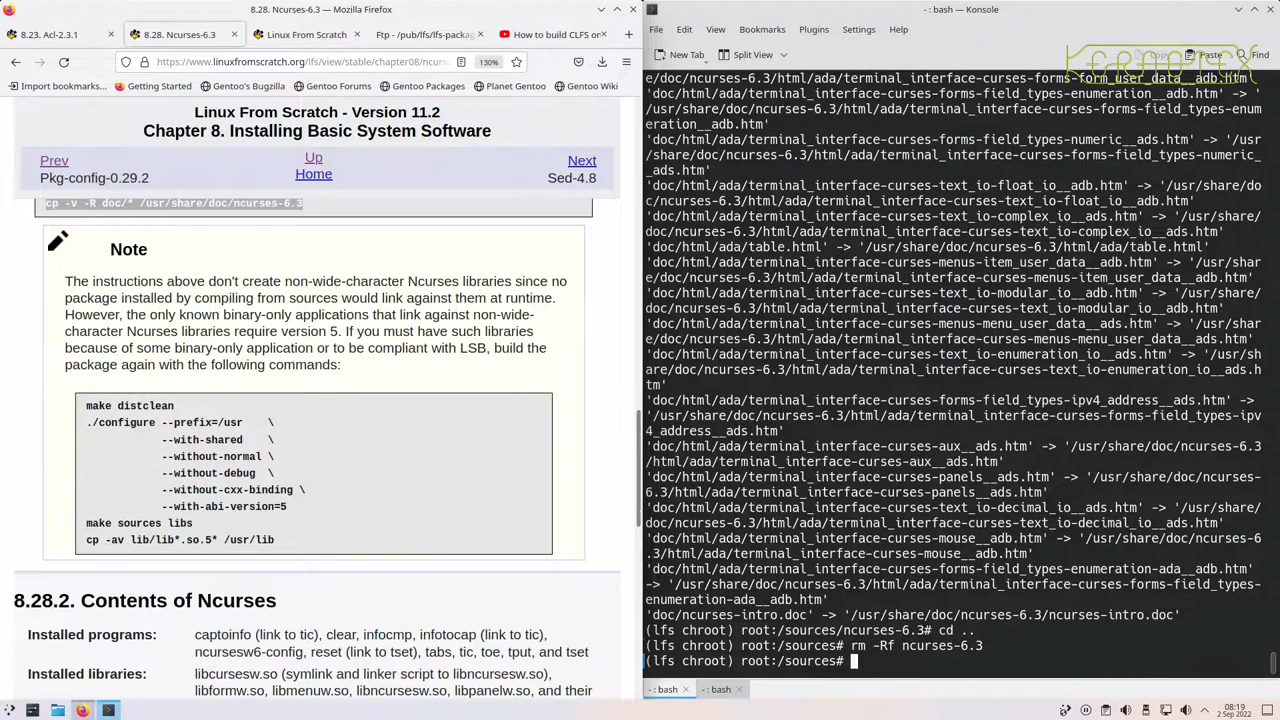 8.28. Ncurses-6.3 — Mozilla Firefox
8.23. Acl-2.3.1
8.28. Ncurses-6.3
Linux From Scratch
Ftp - /pub/lfs/lfs-packag
How to build CLFS on
https://www.linuxfromscratch.org/lfs/view/stable/chapter08/ncurs
Import bookmarks...
Getting Started
Gentoo's Bugzilla
Gentoo Forums
Gentoo Packages
Planet Gentoo
Gentoo Wiki
Linux From Scratch - Version 11.2
Chapter 8. Installing Basic System Software
Prev
Up
Next
Pkg-config-0.29.2
Home
Sed-4.8
cp -v -R doc/* /usr/share/doc/ncurses-6.3
Note
The instructions above don't create non-wide-character Ncurses libraries since no
package installed by compiling from sources would link against them at runtime.
However, the only known binary-only applications that link against non-wide-
character Ncurses libraries require version 5. If you must have such libraries
because of some binary-only application or to be compliant with LSB, build the
package again with the following commands:
make distclean
./configure --prefix=/usr \
--with-shared \
--without-normal \
--without-debug \
--without-cxx-binding \
--with-abi-version=5
make sources libs
cp -av lib/lib*.so.5* /usr/lib
8.28.2. Contents of Ncurses
Installed programs: captoinfo (link to tic), clear, infocmp, infotocap (link to tic),
ncursesw6-config, reset (link to tset), tabs, tic, toe, tput, and tset
Installed libraries: libcursesw.so (symlink and linker script to libncursesw.so),
libformw.so, libmenuw.so, libncursesw.so, libpanelw.so, and their
- : bash — Konsole
File Edit View Bookmarks Plugins Settings Help
New Tab
Split View
Copy
Paste
Find
KERNOTEX
e/doc/ncurses-6.3/html/ada/terminal_interface-curses-forms-form_user_data__adb.htm'
'doc/html/ada/terminal_interface-curses-forms-field_types-enumeration__adb.htm' -> '
/usr/share/doc/ncurses-6.3/html/ada/terminal_interface-curses-forms-field_types-enum
eration__adb.htm'
'doc/html/ada/terminal_interface-curses-forms-field_types-numeric__ads.htm' -> '/usr
/share/doc/ncurses-6.3/html/ada/terminal_interface-curses-forms-field_types-numeric_
_ads.htm'
'doc/html/ada/terminal_interface-curses-text_io-float_io__adb.htm' -> '/usr/share/do
c/ncurses-6.3/html/ada/terminal_interface-curses-text_io-float_io__adb.htm'
'doc/html/ada/terminal_interface-curses-text_io-complex_io__ads.htm' -> '/usr/share/
doc/ncurses-6.3/html/ada/terminal_interface-curses-text_io-complex_io__ads.htm'
'doc/html/ada/table.html' -> '/usr/share/doc/ncurses-6.3/html/ada/table.html'
'doc/html/ada/terminal_interface-curses-menus-item_user_data__adb.htm' -> '/usr/shar
e/doc/ncurses-6.3/html/ada/terminal_interface-curses-menus-item_user_data__adb.htm'
'doc/html/ada/terminal_interface-curses-text_io-modular_io__adb.htm' -> '/usr/share/
doc/ncurses-6.3/html/ada/terminal_interface-curses-text_io-modular_io__adb.htm'
'doc/html/ada/terminal_interface-curses-menus-menu_user_data__adb.htm' -> '/usr/shar
e/doc/ncurses-6.3/html/ada/terminal_interface-curses-menus-menu_user_data__adb.htm'
'doc/html/ada/terminal_interface-curses-text_io-enumeration_io__ads.htm' -> '/usr/sh
are/doc/ncurses-6.3/html/ada/terminal_interface-curses-text_io-enumeration_io__ads.h
tm'
'doc/html/ada/terminal_interface-curses-forms-field_types-ipv4_address__ads.htm' ->
'/usr/share/doc/ncurses-6.3/html/ada/terminal_interface-curses-forms-field_types-ipv
4_address__ads.htm'
'doc/html/ada/terminal_interface-curses-aux__ads.htm' -> '/usr/share/doc/ncurses-6.3
/html/ada/terminal_interface-curses-aux__ads.htm'
'doc/html/ada/terminal_interface-curses-panels__ads.htm' -> '/usr/share/doc/ncurses-
6.3/html/ada/terminal_interface-curses-panels__ads.htm'
'doc/html/ada/terminal_interface-curses-text_io-decimal_io__ads.htm' -> '/usr/share/
doc/ncurses-6.3/html/ada/terminal_interface-curses-text_io-decimal_io__ads.htm'
'doc/html/ada/terminal_interface-curses-mouse__adb.htm' -> '/usr/share/doc/ncurses-6
.3/html/ada/terminal_interface-curses-mouse__adb.htm'
'doc/html/ada/terminal_interface-curses-forms-field_types-enumeration-ada__adb.htm'
-> '/usr/share/doc/ncurses-6.3/html/ada/terminal_interface-curses-forms-field_types-
enumeration-ada__adb.htm'
'doc/ncurses-intro.doc' -> '/usr/share/doc/ncurses-6.3/ncurses-intro.doc'
(lfs chroot) root:/sources/ncurses-6.3# cd ..
(lfs chroot) root:/sources# rm -Rf ncurses-6.3
(lfs chroot) root:/sources#
- : bash
- : bash
08:19
2 Sep 2022